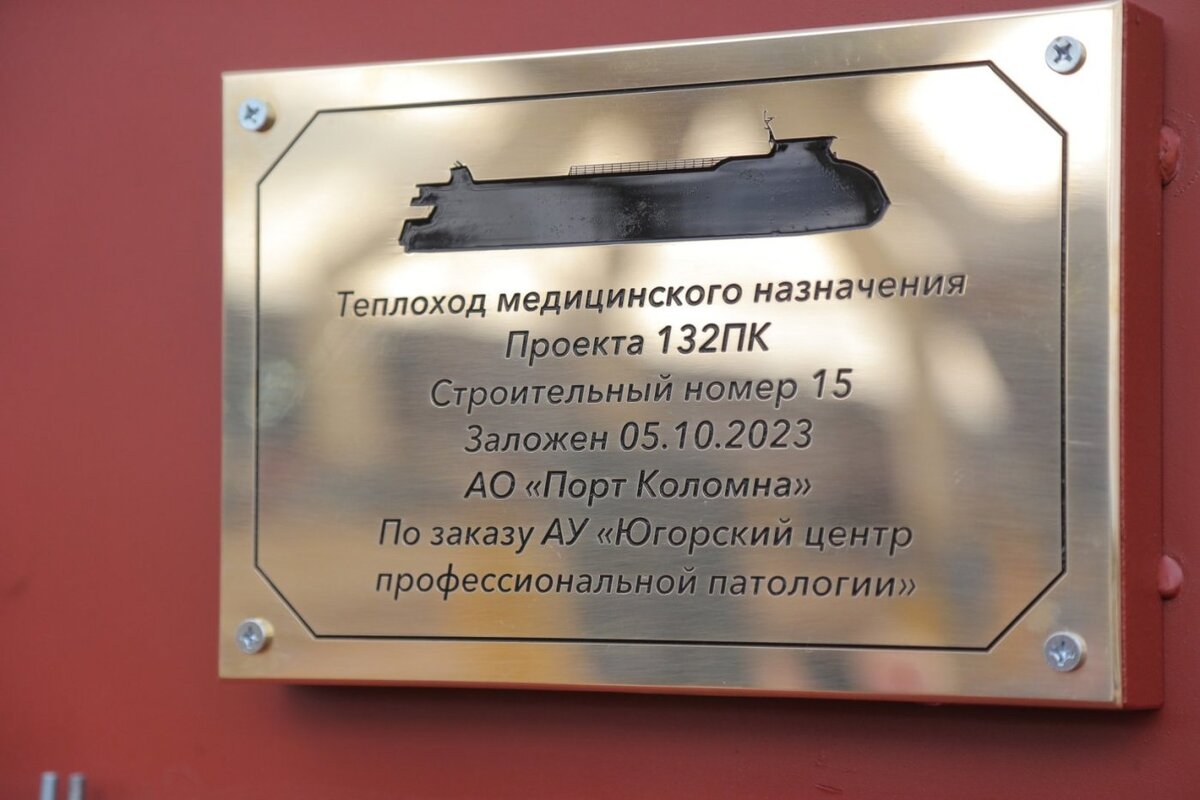 Теплоход медицинского назначения
Проекта 132ПК
Строительный номер 15
Заложен 05.10.2023
АО «Порт Коломна»
По заказу АУ «Югорский центр
профессиональной патологии»